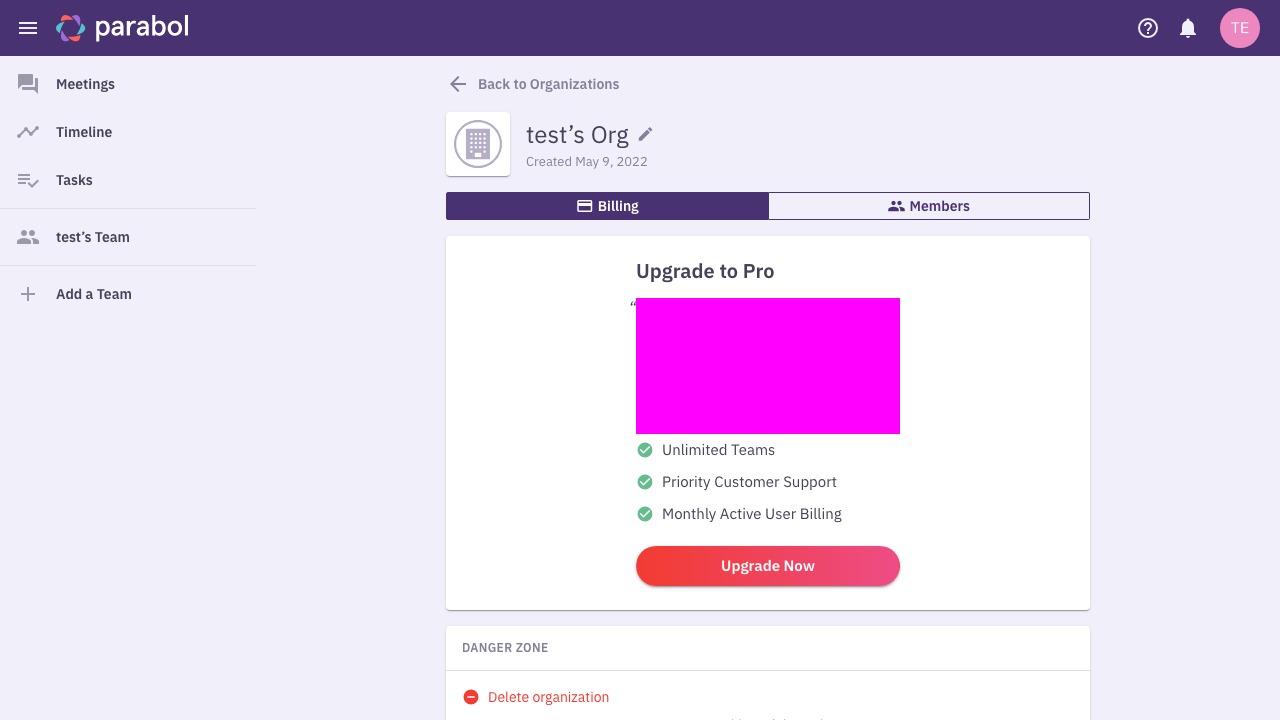 parabol
TE
Meetings
Timeline
Tasks
test’s Team
Add a Team
Back to Organizations
test’s Org
Created May 9, 2022
Billing
Members
Upgrade to Pro
“
Unlimited Teams
Priority Customer Support
Monthly Active User Billing
Upgrade Now
DANGER ZONE
Delete organization